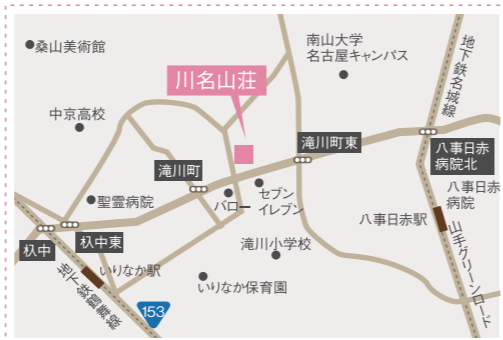 桑山美術館
南山大学
名古屋キャンパス
地下鉄名城線
川名山荘
中京高校
滝川町東
八事日赤
病院北
滝川町
八事日赤
病院
聖霊病院
バロー
セブン
イレブン
八事日赤駅
杁中
杁中東
滝川小学校
山手グリーンロード
いりなか駅
地下鉄鶴舞線
いりなか保育園
153